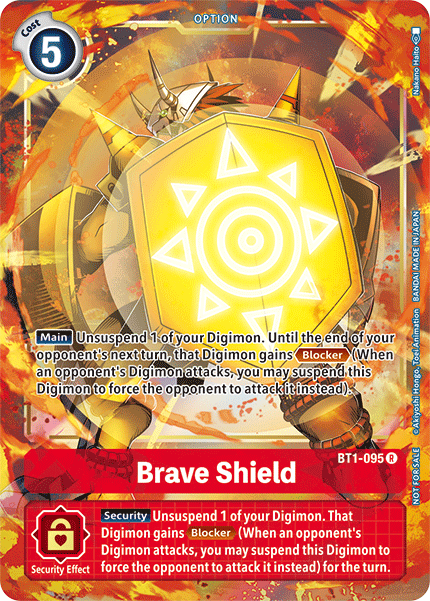 OPTION
Cost
5
Nakano Haito
Main Unsuspend 1 of your Digimon. Until the end of your
opponent's next turn, that Digimon gains Blocker (When
an opponent's Digimon attacks, you may suspend this
Digimon to force the opponent to attack it instead).
©Akiyoshi Hongo, Toei Animation BANDAI MADE IN JAPAN
NOT FOR SALE
BT1-095 R
Brave Shield
Security Effect
Security Unsuspend 1 of your Digimon. That
Digimon gains Blocker (When an opponent's
Digimon attacks, you may suspend this Digimon to
force the opponent to attack it instead) for the turn.